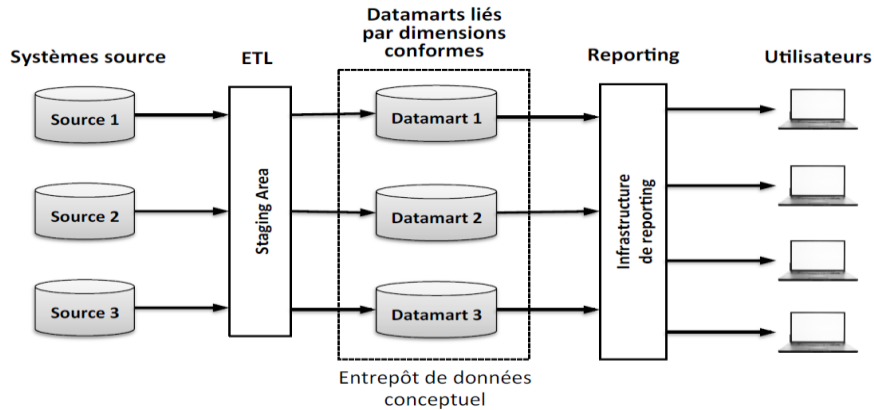 Systèmes source
ETL
Datamarts liés
par dimensions
conformes
Reporting
Utilisateurs
Source 1
Source 2
Source 3
Staging Area
Datamart 1
Datamart 2
Datamart 3
Infrastructure
de reporting
Entrepôt de données
conceptuel